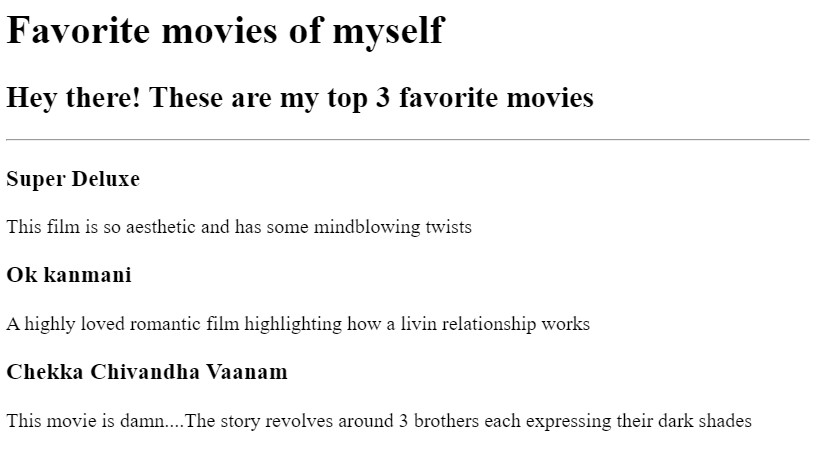 Favorite movies of myself
Hey there! These are my top 3 favorite movies
Super Deluxe
This film is so aesthetic and has some mindblowing twists
Ok kanmani
A highly loved romantic film highlighting how a livin relationship works
Chekka Chivandha Vaanam
This movie is damn....The story revolves around 3 brothers each expressing their dark shades